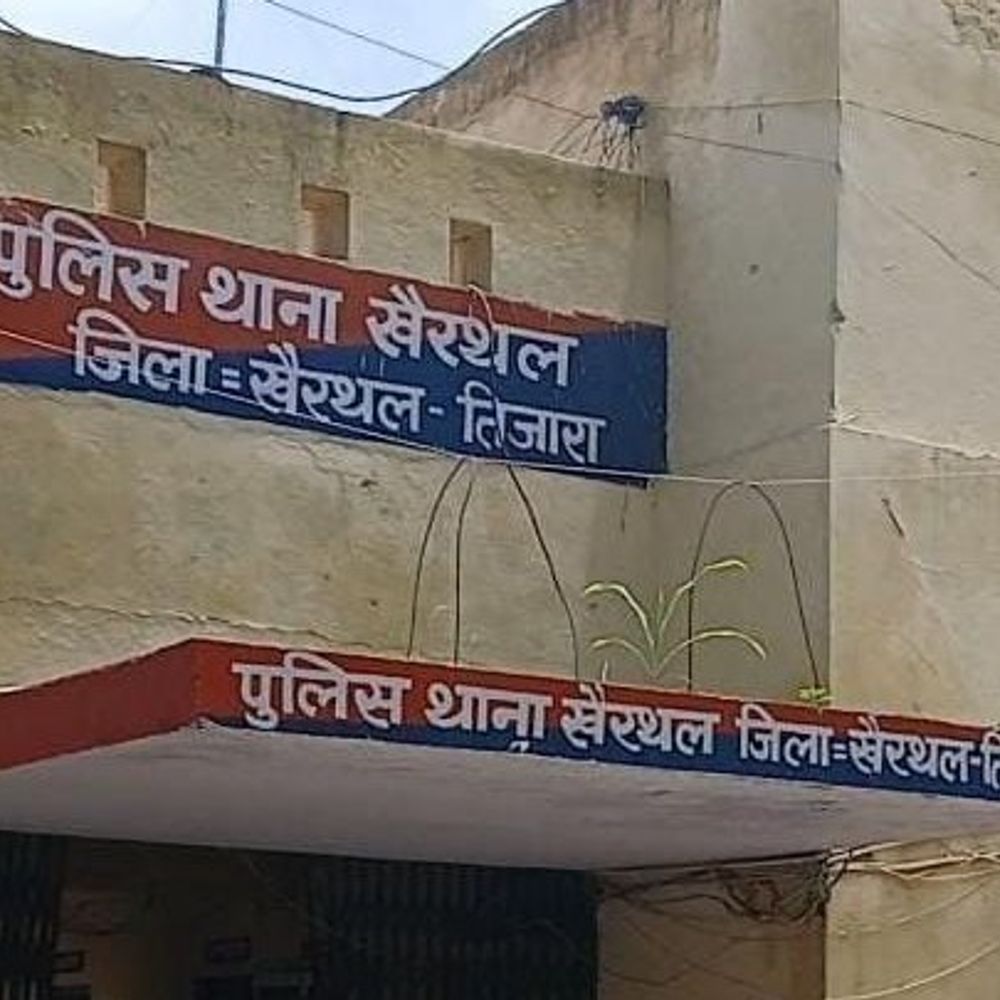 पुलिस थाना खैरथल
जिला=खैरथल-तिजारा
पुलिस थाना खैरथल जिला=खैरथल-ति